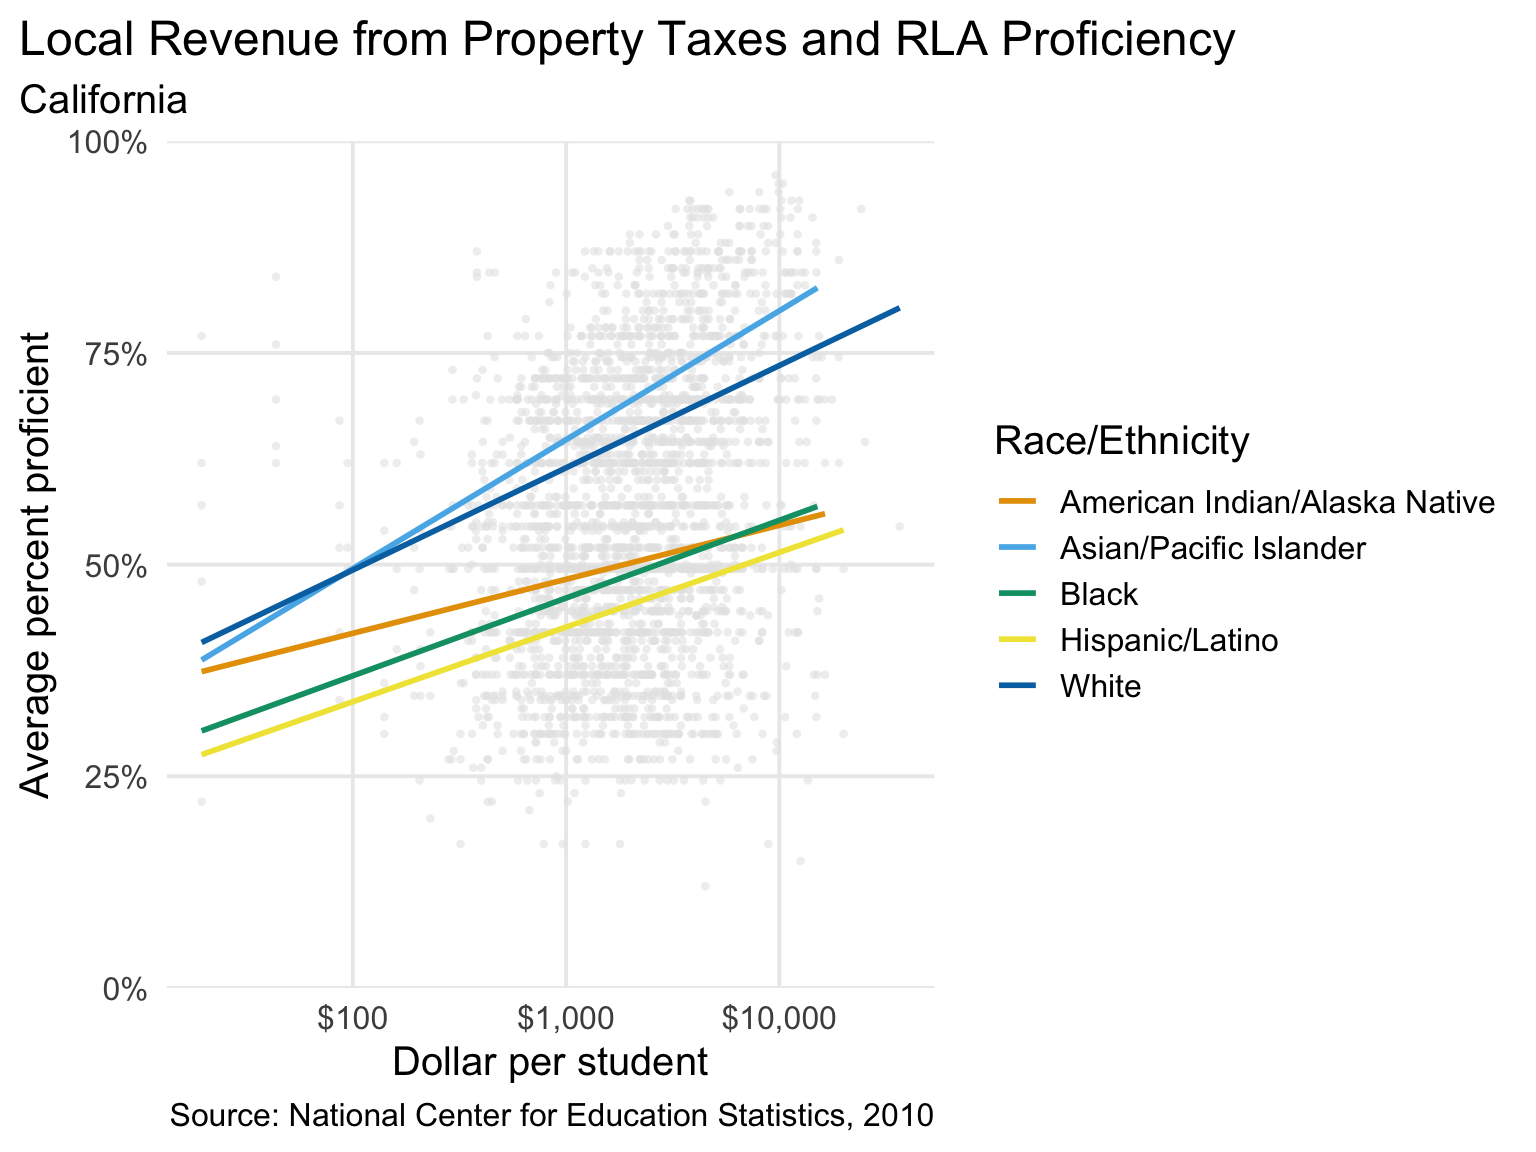 Local Revenue from Property Taxes and RLA Proficiency
California
100%
75%
50%
25%
0%
Average percent proficient
$100
$1,000
$10,000
Dollar per student
Race/Ethnicity
American Indian/Alaska Native
Asian/Pacific Islander
Black
Hispanic/Latino
White
Source: National Center for Education Statistics, 2010